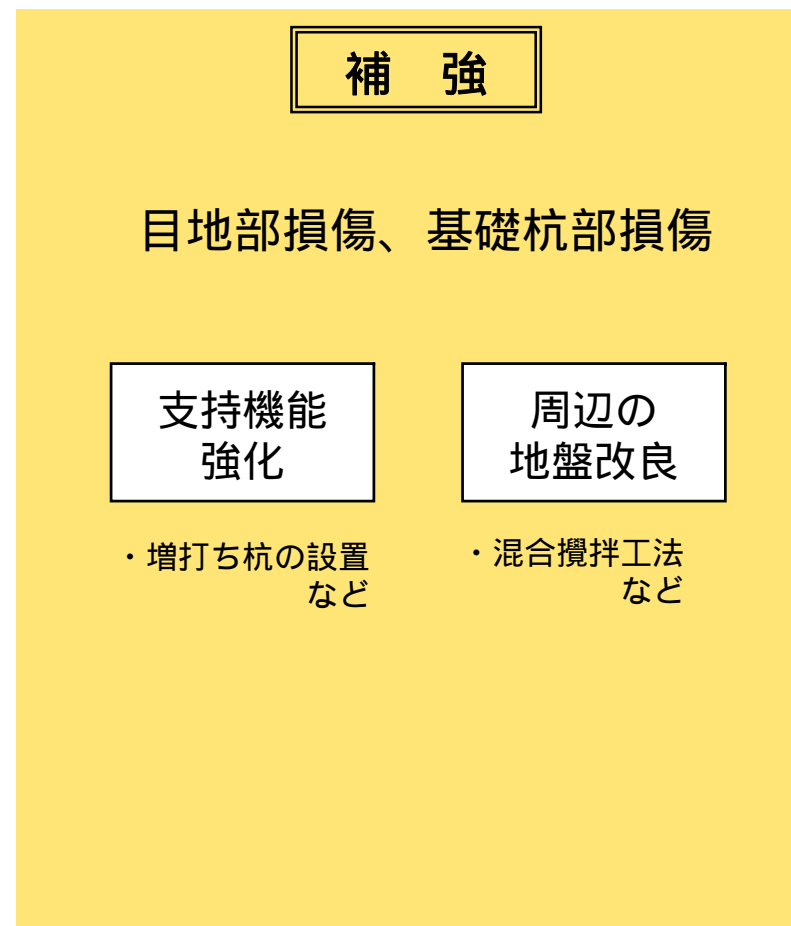 補　強
目地部損傷、基礎杭部損傷
支持機能
強化
・増打ち杭の設置
など
周辺の
地盤改良
・混合攪拌工法
など